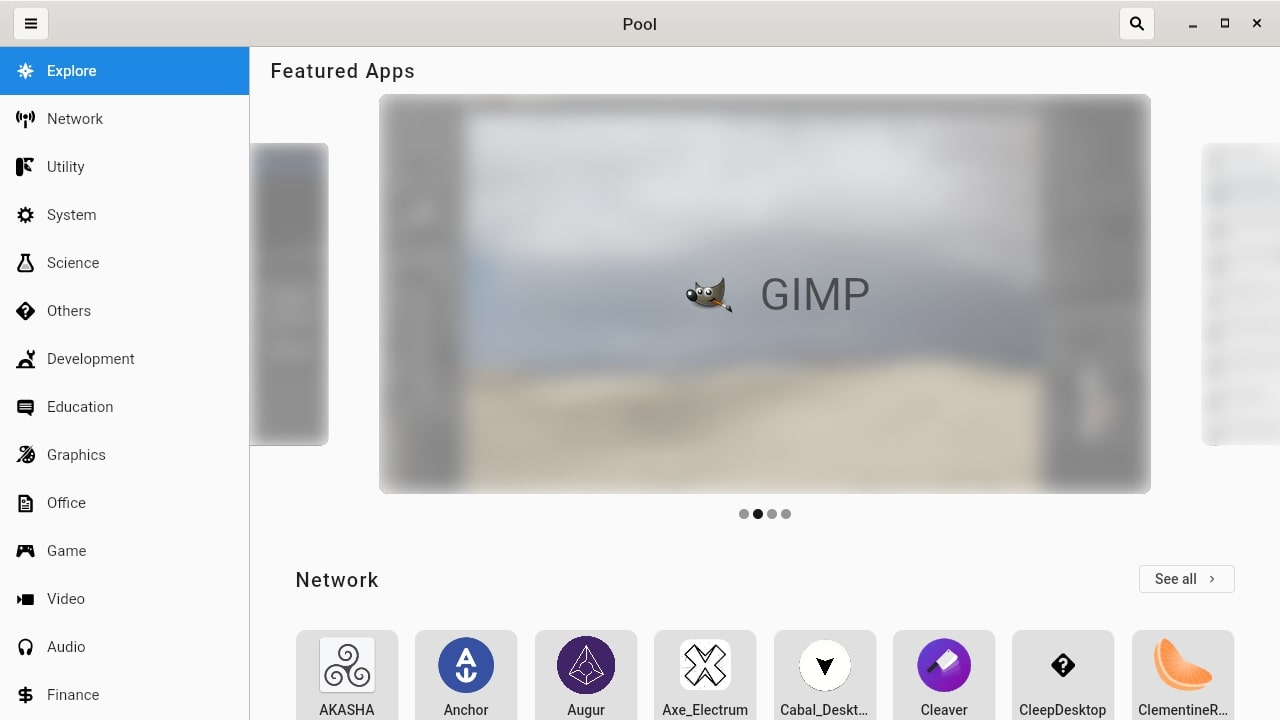 Pool
Explore
Network
Utility
System
Science
Others
Development
Education
Graphics
Office
Game
Video
Audio
Finance
Featured Apps
GIMP
Network
See all
AKASHA
Anchor
Augur
Axe_Electrum
Cabal_Deskt...
Cleaver
CleepDesktop
ClementineR...